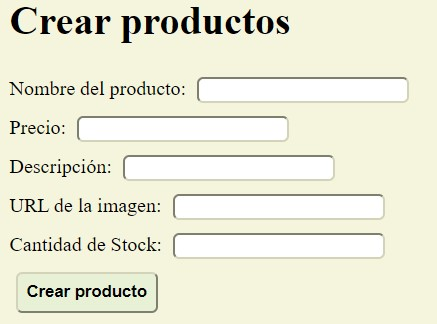 Crear productos
Nombre del producto:
Precio:
Descripción:
URL de la imagen:
Cantidad de Stock:
Crear producto